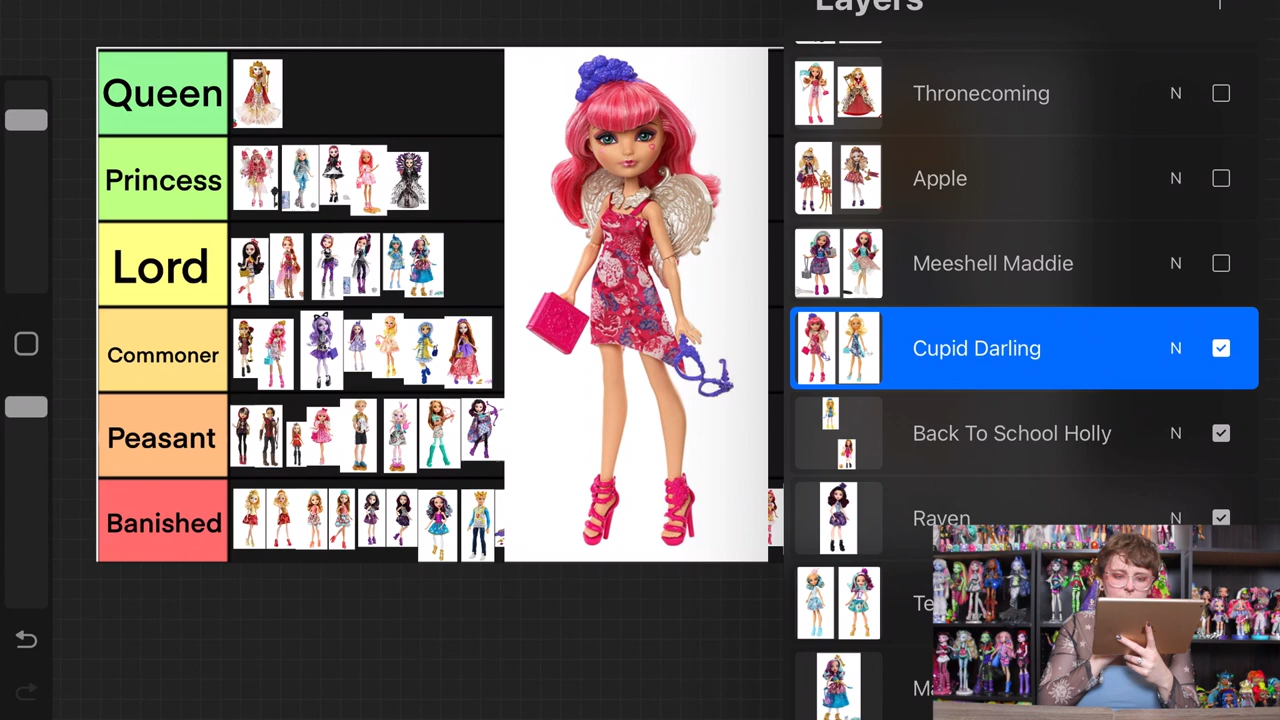 Queen
Princess
Lord
Commoner
Peasant
Banished
Layers
Thronecoming
N
Apple
N
Meeshell Maddie
N
Cupid Darling
N
Back To School Holly
N
Raven
N